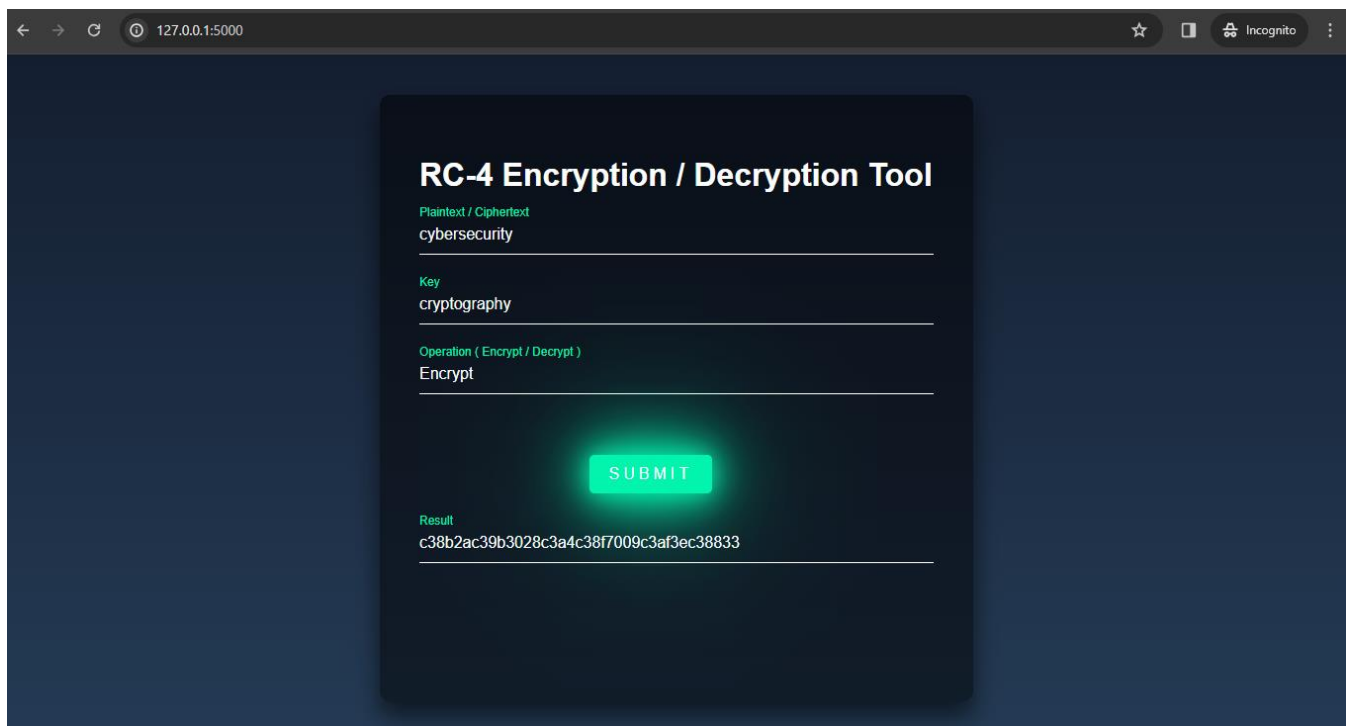 127.0.0.1:5000
Incognito
RC-4 Encryption / Decryption Tool
Plaintext / Ciphertext
cybersecurity
Key
cryptography
Operation ( Encrypt / Decrypt )
Encrypt
SUBMIT
Result
c38b2ac39b3028c3a4c38f7009c3af3ec38833